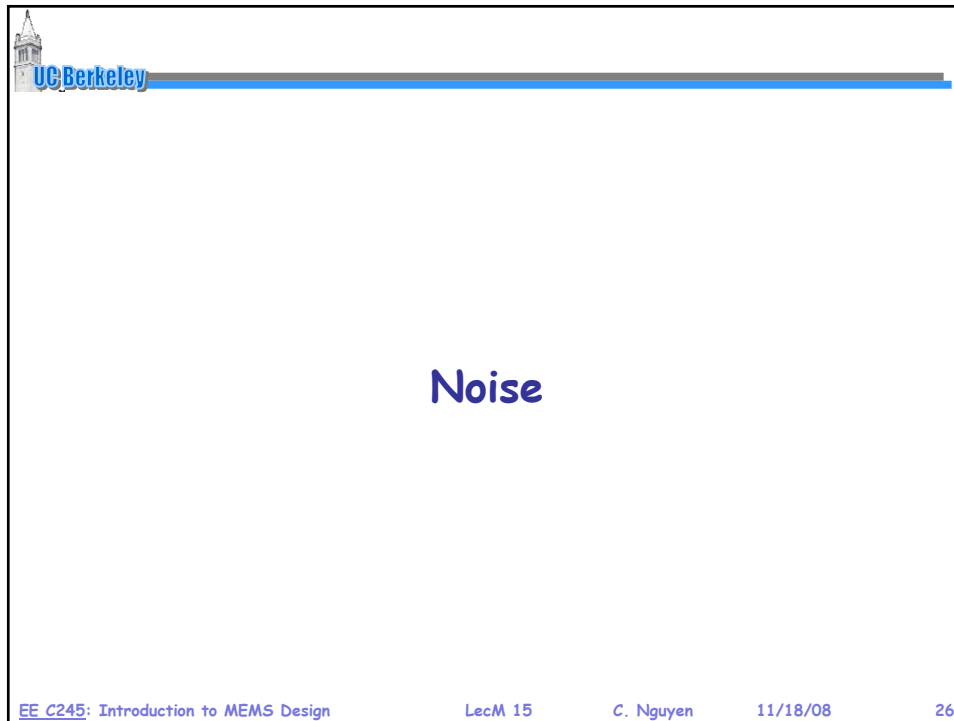 UC Berkeley
Noise
EE C245: Introduction to MEMS Design LecM 15 C. Nguyen 11/18/08 26